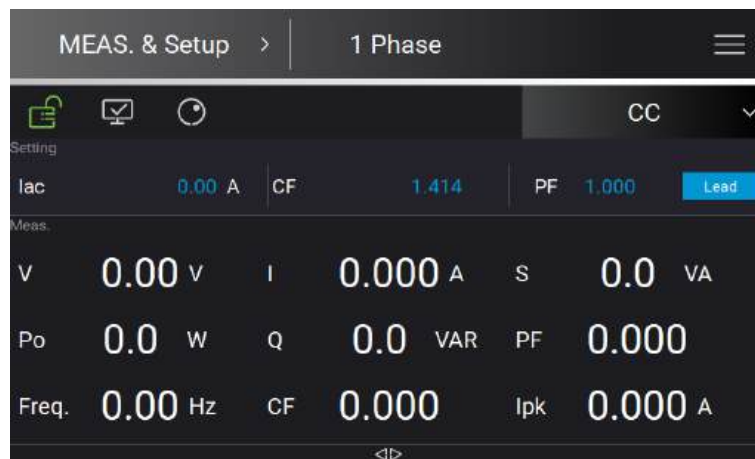 MEAS. & Setup > 1 Phase
CC
Setting
Iac 0.00 A CF 1.414 PF 1.000 Lead
Meas.
V 0.00 V I 0.000 A S 0.0 VA
Po 0.0 W Q 0.0 VAR PF 0.000
Freq. 0.00 Hz CF 0.000 Ipk 0.000 A